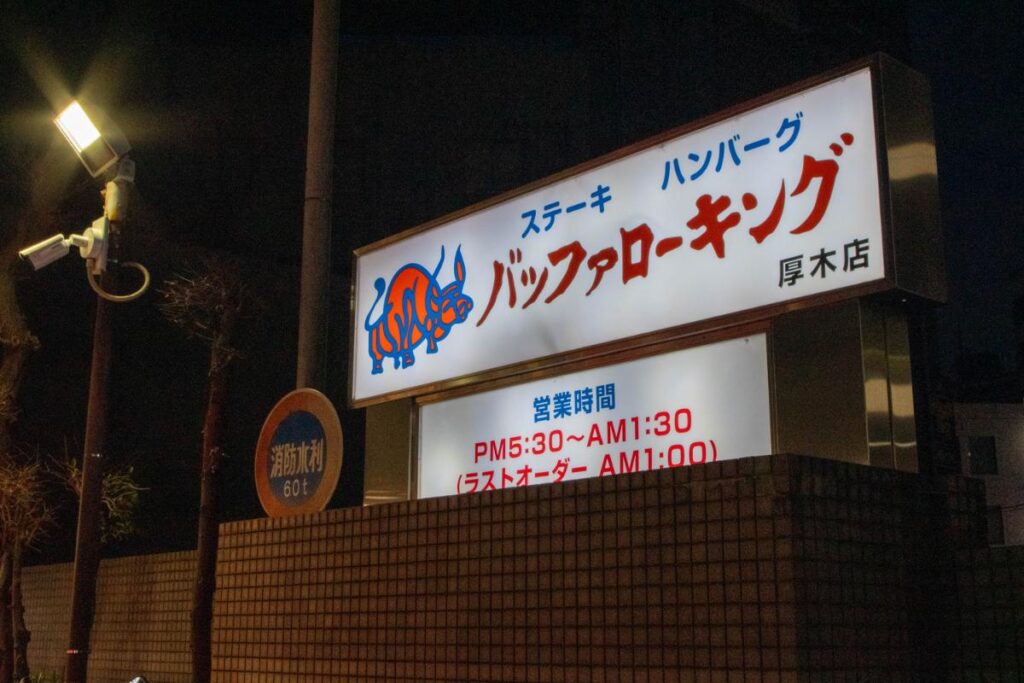 ステーキ ハンバーグ
バッファローキング
厚木店
営業時間
PM5:30～AM1:30
(ラストオーダー AM1:00)
消防水利
60t